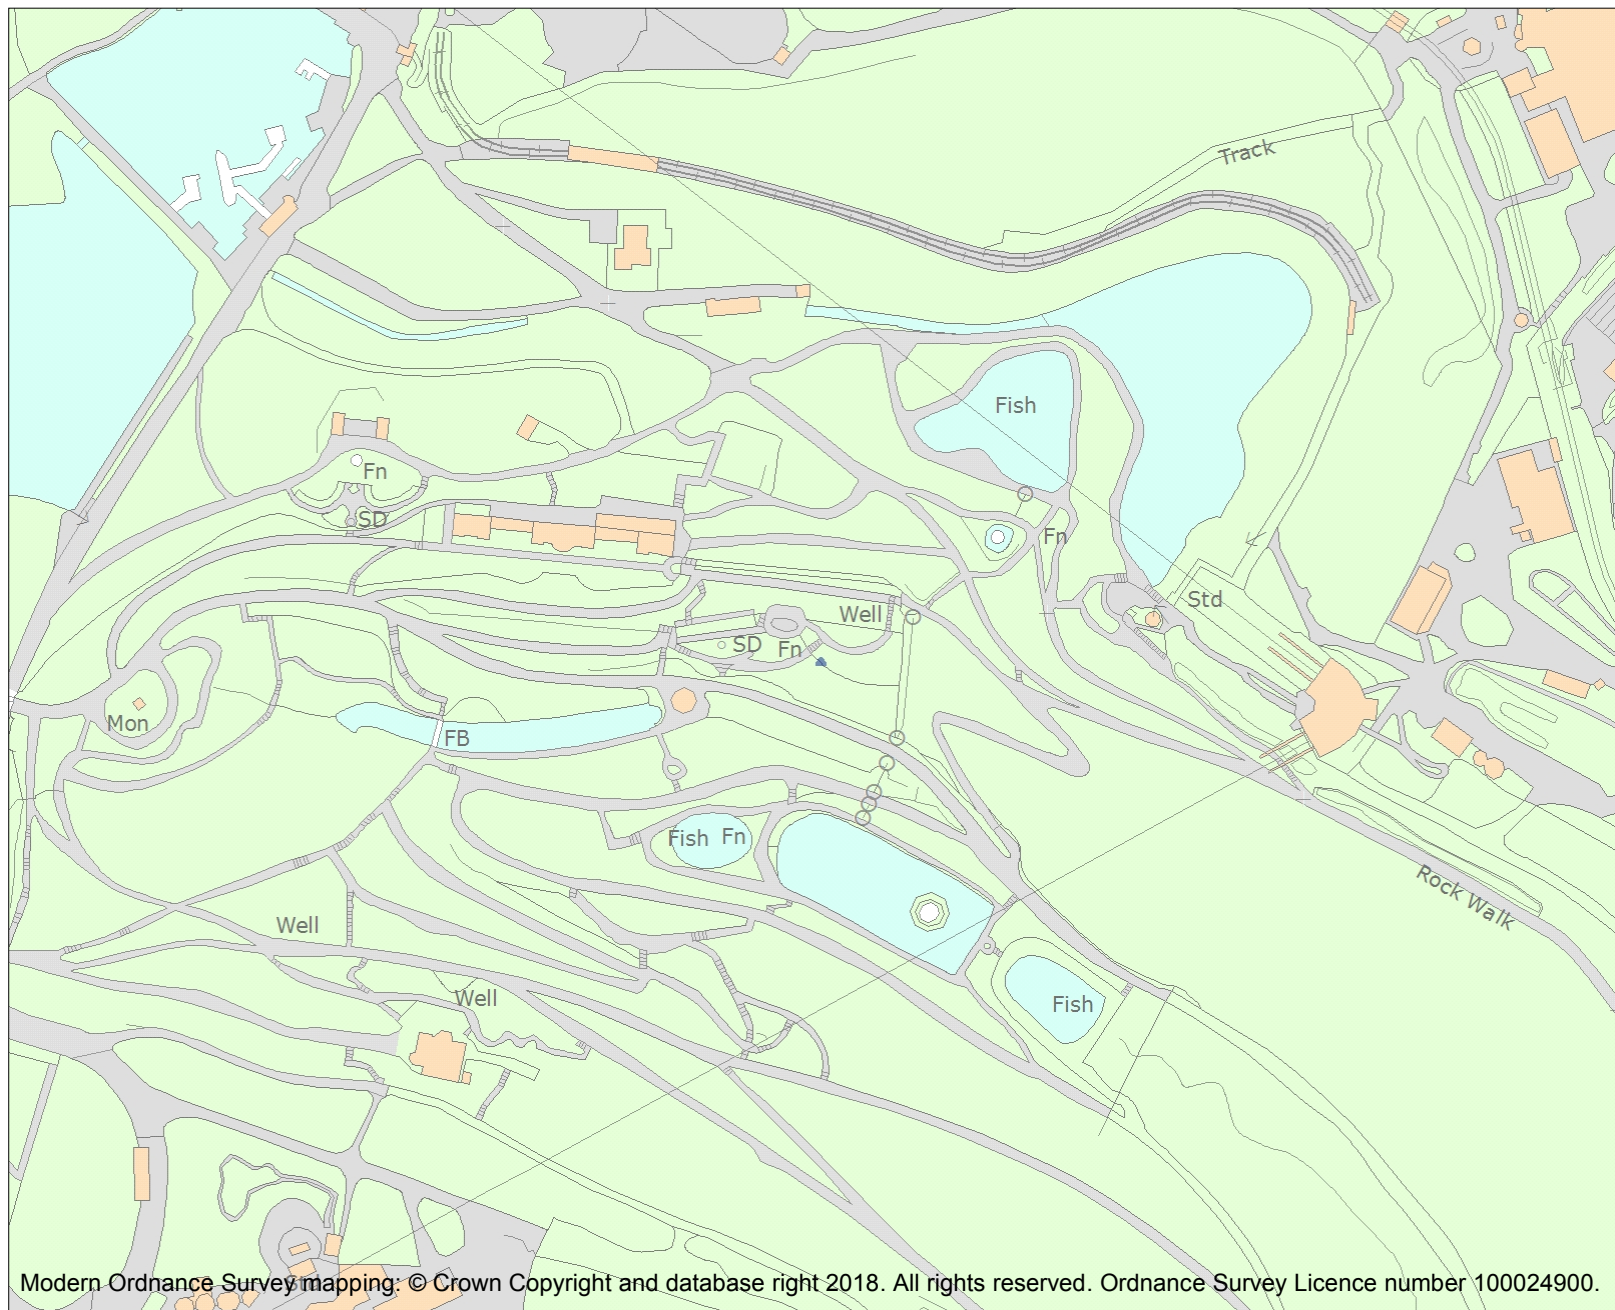 Track
Fish
Fn
SD
Fn
Std
Well
SD
Fn
Mon
FB
Fish
Fn
Rock Walk
Well
Well
Fish
Modern Ordnance Survey mapping: © Crown Copyright and database right 2018. All rights reserved. Ordnance Survey Licence number 100024900.